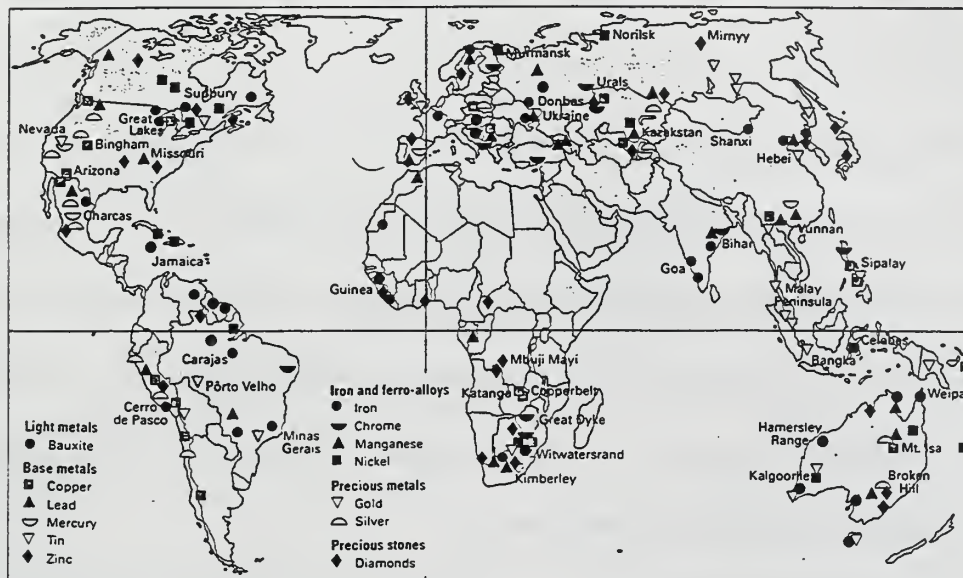 Murmansk
Norilsk
Mirnyy
Sudbury
Urals
Great
Lakes
Donbas
Ukraine
Nevada
Bingham
Missouri
Kazakstan
Shanxi
Hebei
Arizona
Charcas
Yunnan
Jamaica
Bihar
Goa
Sipalay
Guinea
Malay
Peninsula
Carajas
Mbuji Mayi
Celebes
Bangka
Pôrto Velho
Katanga
Copperbelt
Weipa
Cerro
de Pasco
Great Dyke
Hamersley
Range
Minas
Gerais
Witwatersrand
Mt. Isa
Kimberley
Kalgoorlie
Broken
Hill
Light metals
Bauxite
Base metals
Copper
Lead
Mercury
Tin
Zinc
Iron and ferro-alloys
Iron
Chrome
Manganese
Nickel
Precious metals
Gold
Silver
Precious stones
Diamonds